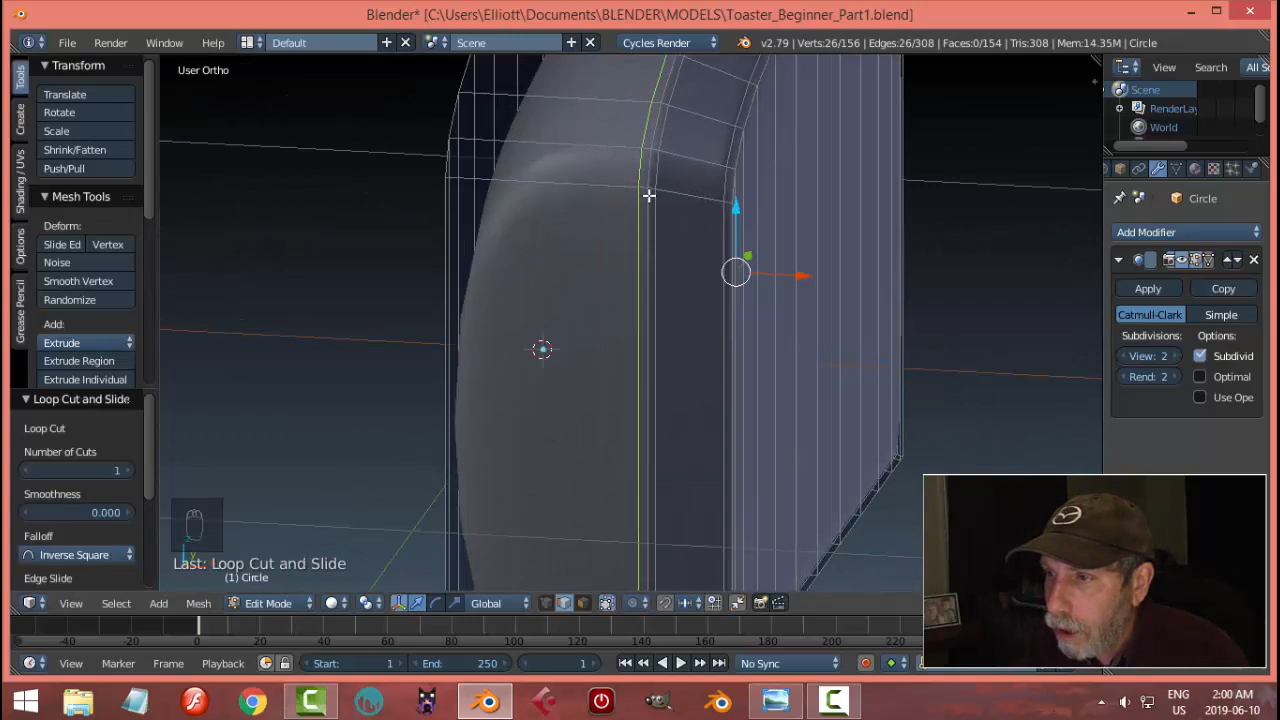 Blender* [C:\Users\Elliott\Documents\BLENDER\MODELS\Toaster_Beginner_Part1.blend]
File Render Window Help Default Scene Cycles Render v2.79 | Verts:26/156 | Edges:26/308 | Faces:0/154 | Tris:308 | Mem:14.35M | Circle
Tools
Create
Shading / UVs
Options
Grease Pencil
Transform
Translate
Rotate
Scale
Shrink/Fatten
Push/Pull
Mesh Tools
Deform:
Slide Ed Vertex
Noise
Smooth Vertex
Randomize
Add:
Extrude
Extrude Region
Extrude Individual
Loop Cut and Slide
Loop Cut
Number of Cuts
1
Smoothness
0.000
Falloff
Inverse Square
Edge Slide
User Ortho
Last: Loop Cut and Slide
(1) Circle
View Search All S
Scene
RenderLay
World
Circle
Add Modifier
Apply Copy
Catmull-Clark Simple
Subdivisions: Options:
View: 2 Subdivid
Rend: 2 Optimal
Use Ope
View Select Add Mesh Edit Mode Global
-40 -20 0 20 40 60 80 100 120 140 160 180 200 220
View Marker Frame Playback Start: 1 End: 250 1 No Sync
ENG 2:00 AM
US 2019-06-10